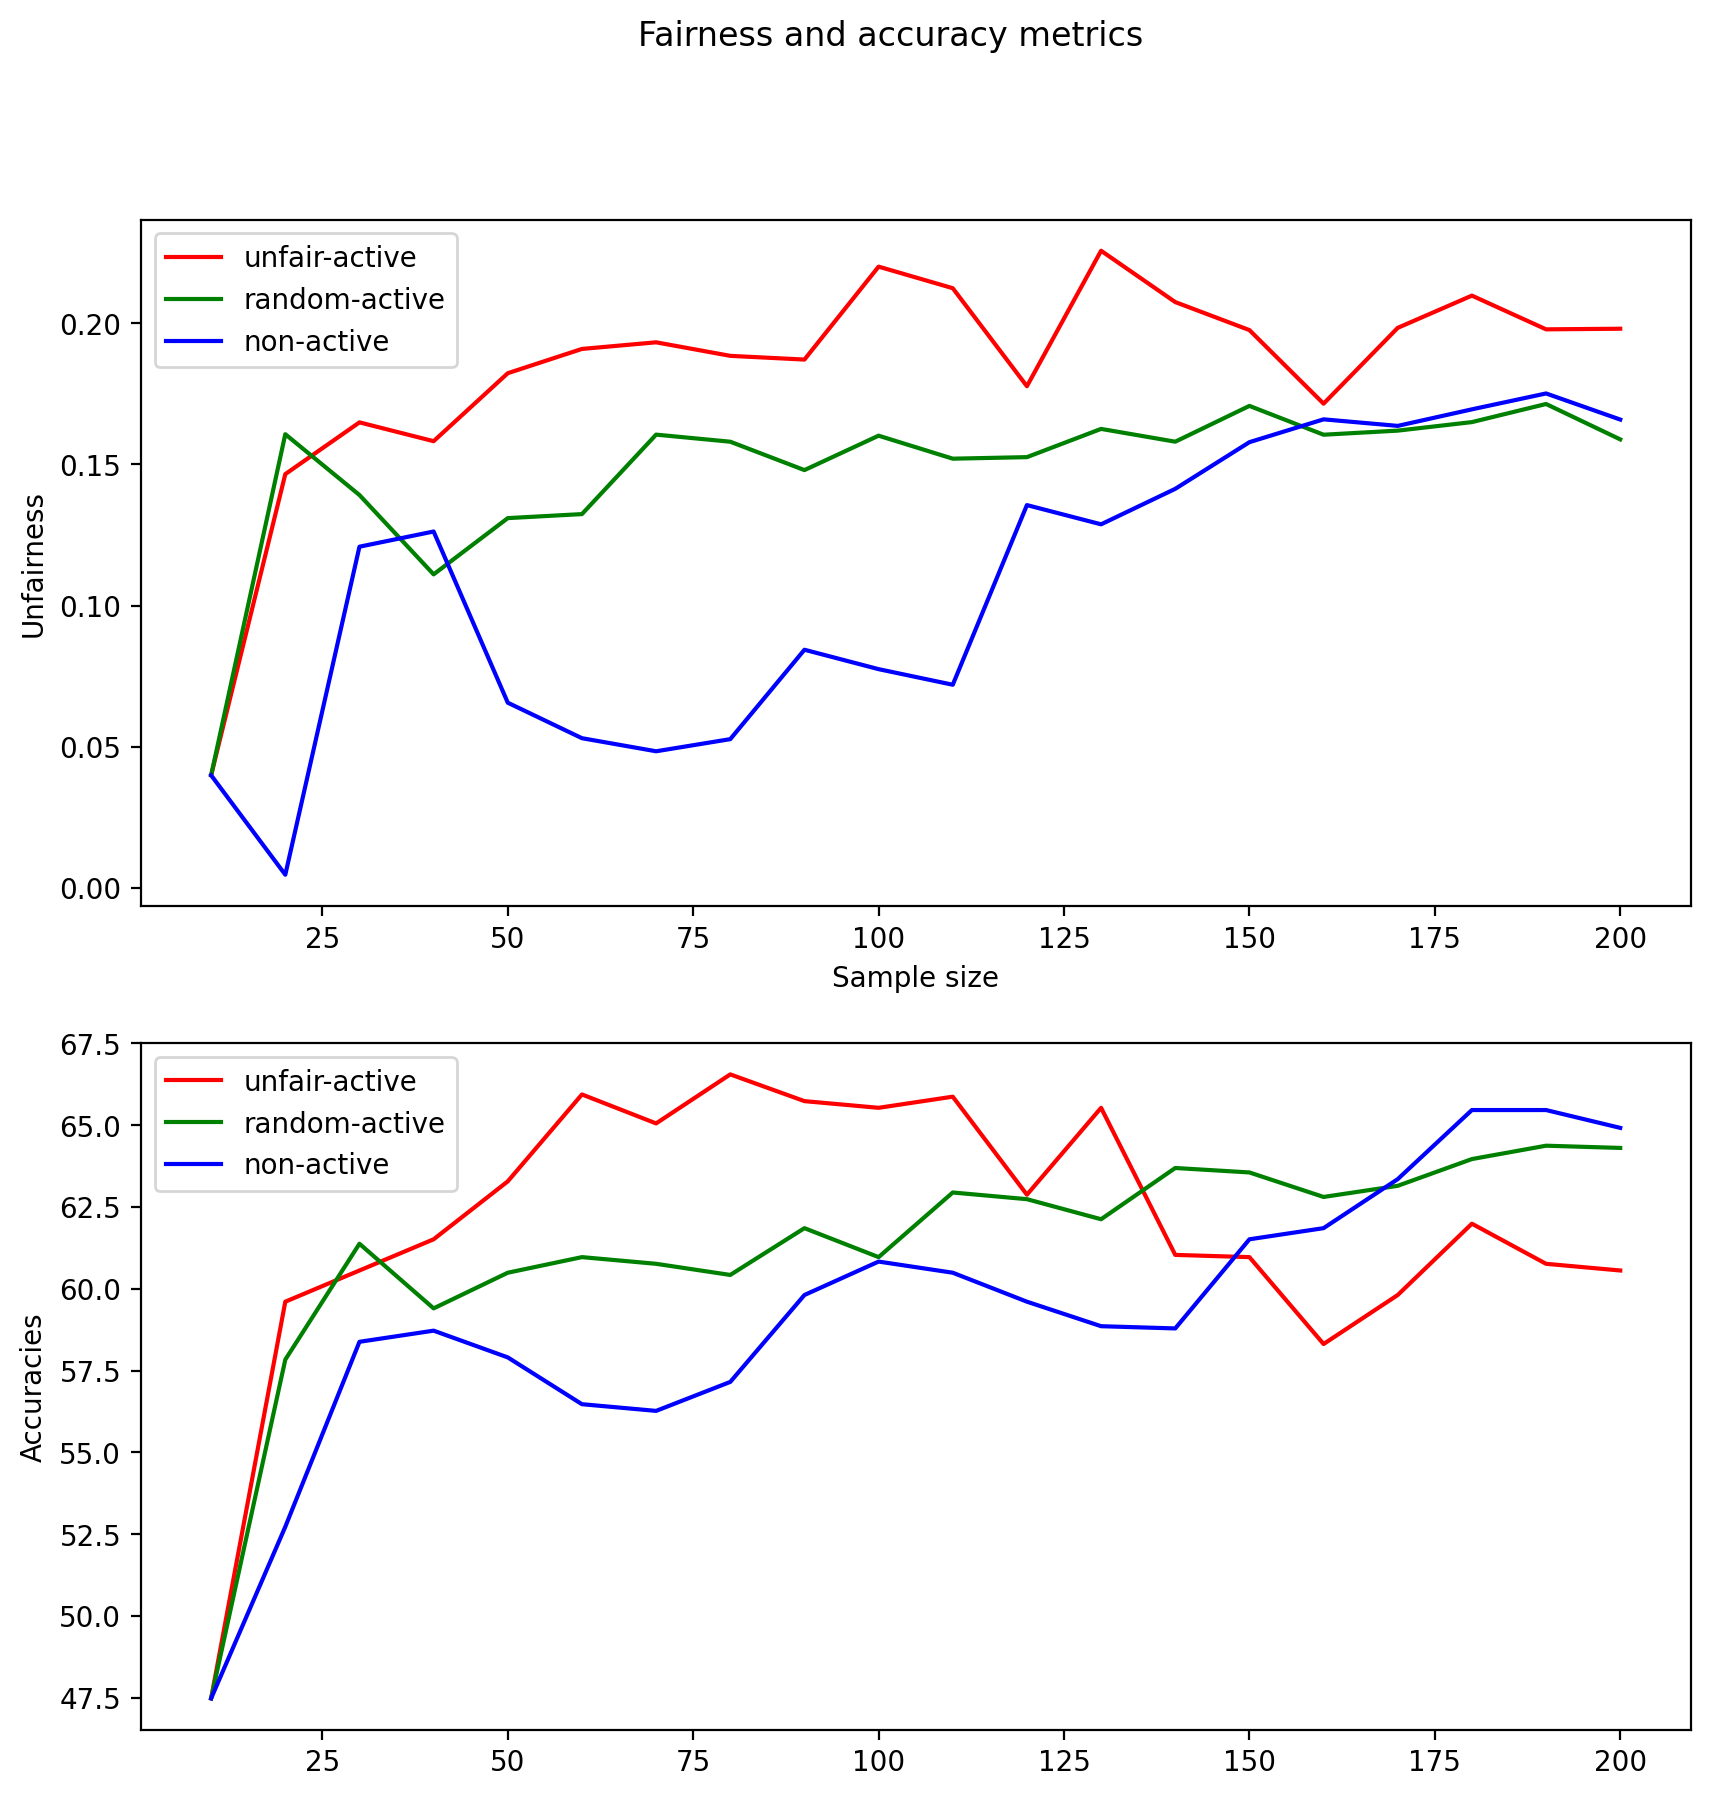 Fairness and accuracy metrics
unfair-active
random-active
non-active
0.20
0.15
0.10
0.05
0.00
Unfairness
25 50 75 100 125 150 175 200
Sample size
67.5
unfair-active
random-active
non-active
65.0
62.5
60.0
57.5
55.0
52.5
50.0
47.5
Accuracies
25 50 75 100 125 150 175 200